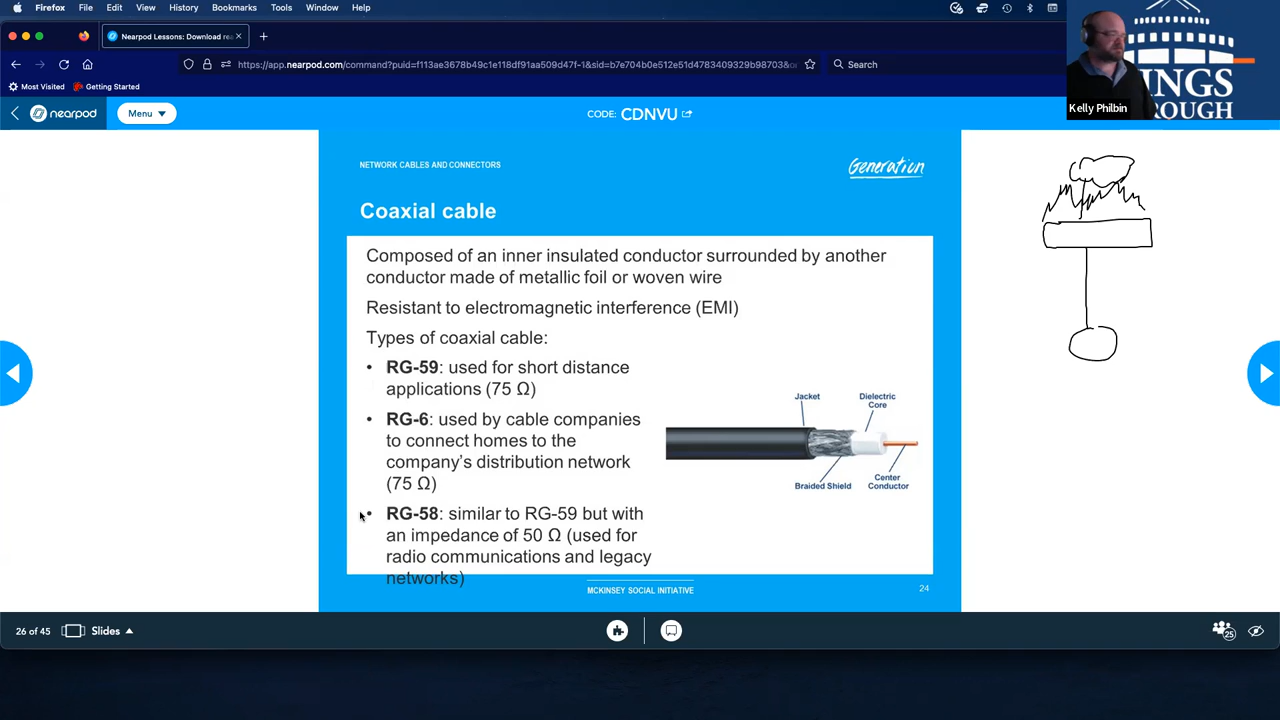 Firefox File Edit View History Bookmarks Tools Window Help
Nearpod Lessons: Download rea
https://app.nearpod.com/command?puid=f113ae3678b49c1e118df91aa509d47f-1&sid=b7e704b0e512e51d4783409329b98703&
Search
Most Visited Getting Started
INGS
ROUGH
Kelly Philbin
nearpod Menu
CODE: CDNVU
NETWORK CABLES AND CONNECTORS
Generation
Coaxial cable
Composed of an inner insulated conductor surrounded by another
conductor made of metallic foil or woven wire
Resistant to electromagnetic interference (EMI)
Types of coaxial cable:
• RG-59: used for short distance
applications (75 Ω)
• RG-6: used by cable companies
to connect homes to the
company's distribution network
(75 Ω)
• RG-58: similar to RG-59 but with
an impedance of 50 Ω (used for
radio communications and legacy
networks)
Jacket
Dielectric
Core
Braided Shield
Center
Conductor
MCKINSEY SOCIAL INITIATIVE
24
26 of 45 Slides
25